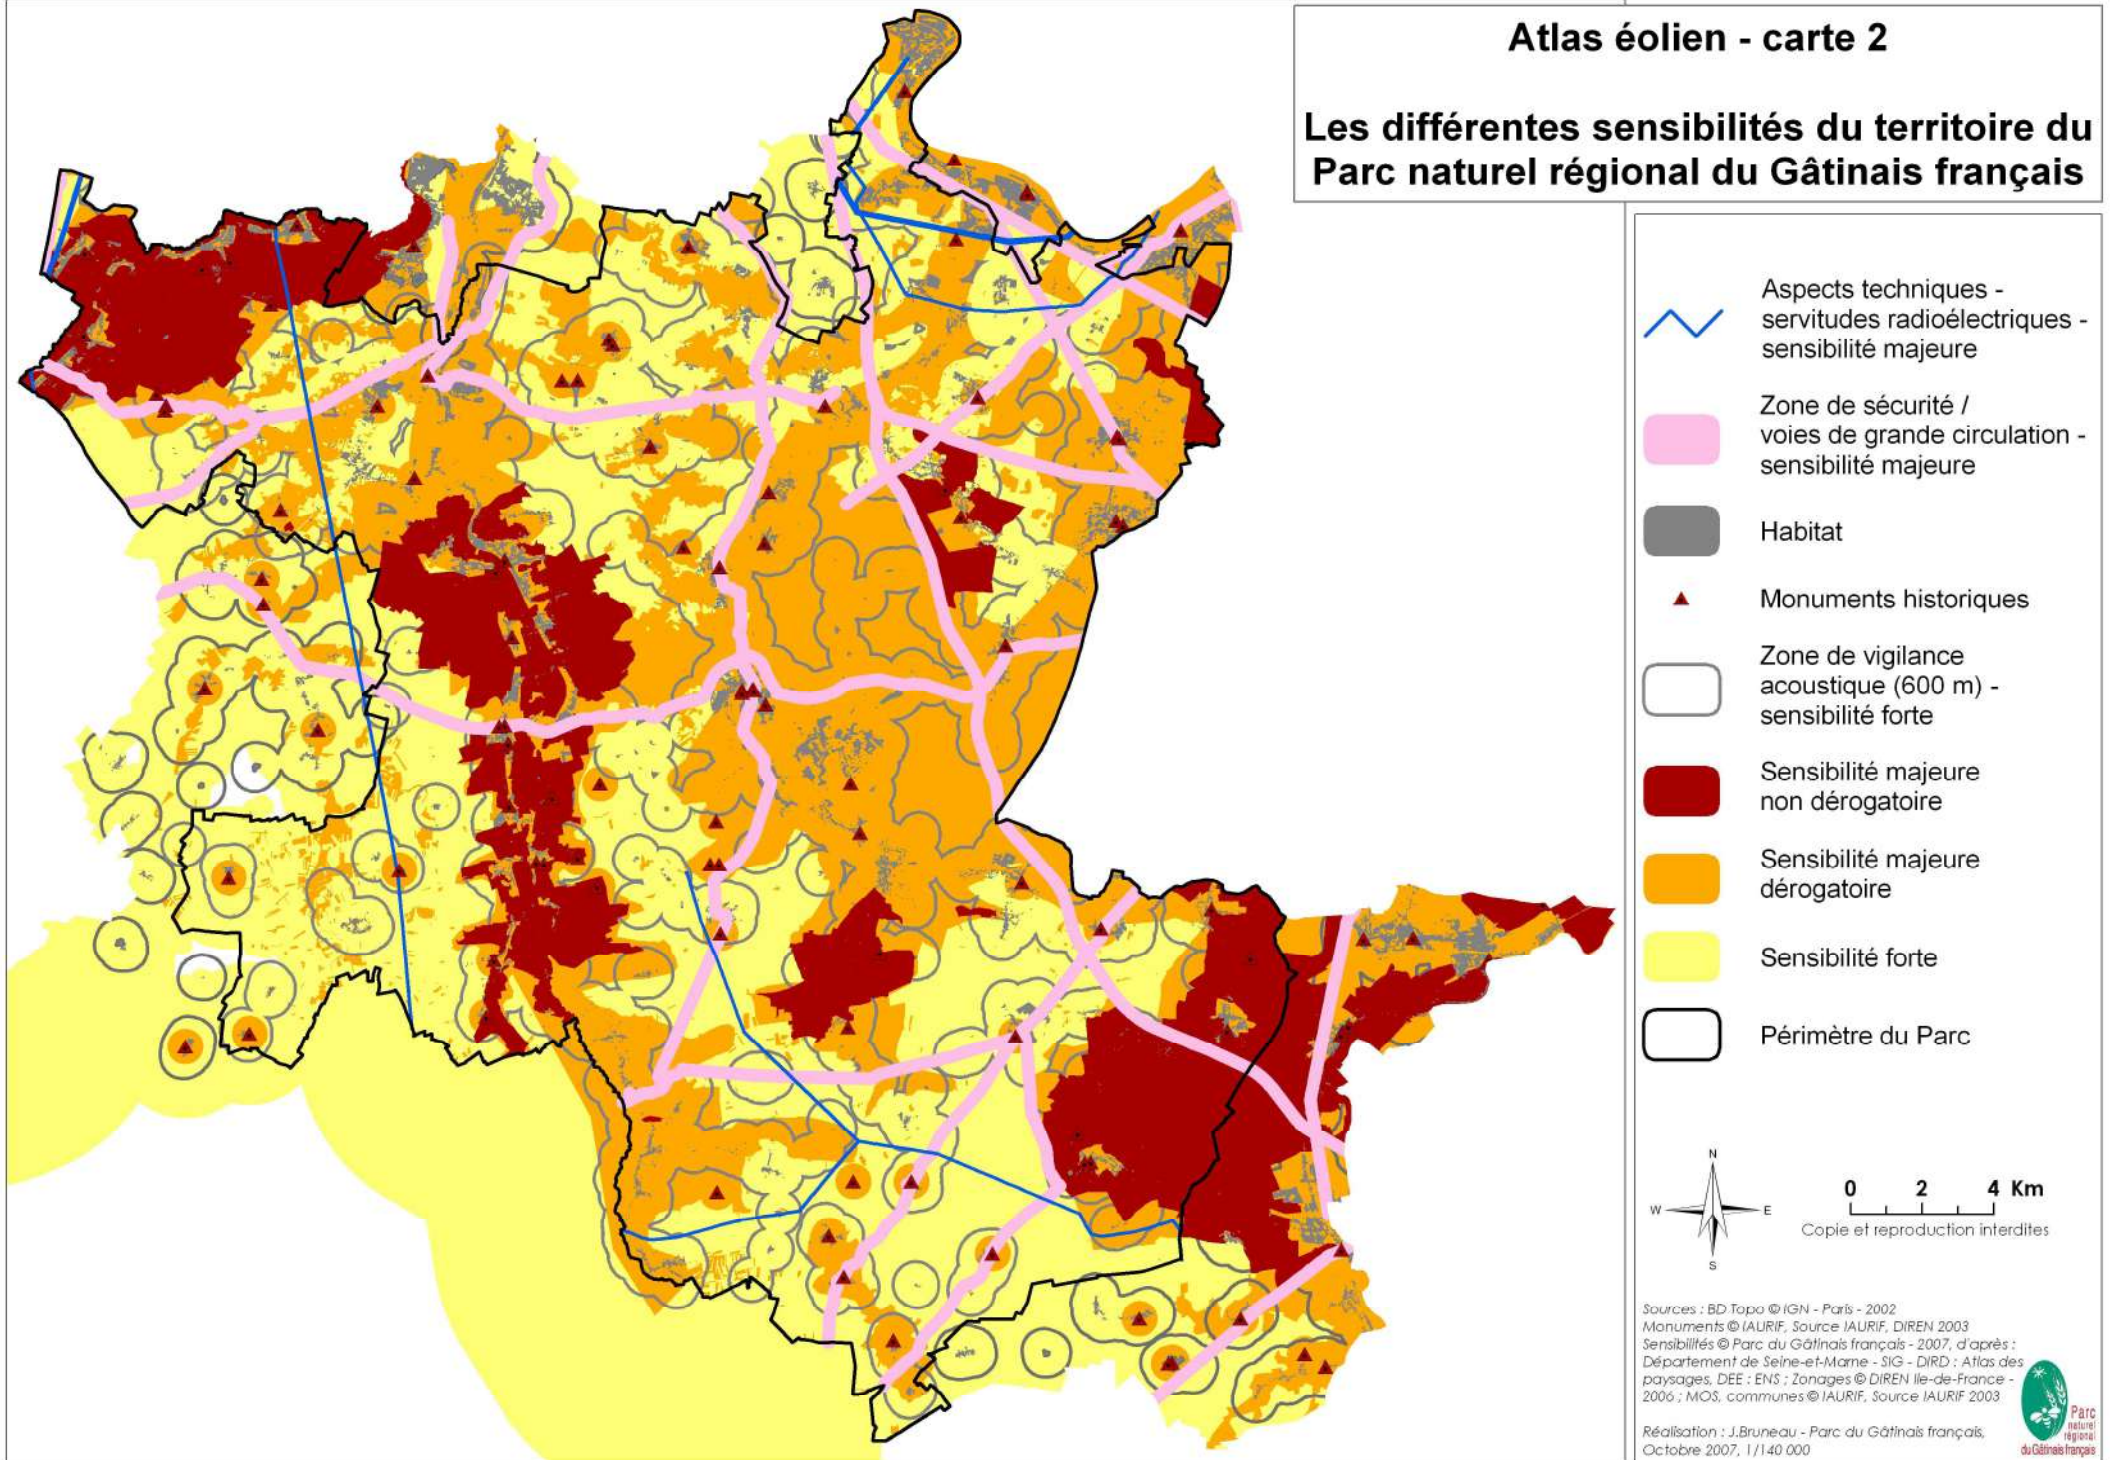 Atlas éolien - carte 2
Les différentes sensibilités du territoire du
Parc naturel régional du Gâtinais français
Aspects techniques -
servitudes radioélectriques -
sensibilité majeure
Zone de sécurité /
voies de grande circulation -
sensibilité majeure
Habitat
Monuments historiques
Zone de vigilance
acoustique (600 m) -
sensibilité forte
Sensibilité majeure
non dérogatoire
Sensibilité majeure
dérogatoire
Sensibilité forte
Périmètre du Parc
N
W E
S
0 2 4 Km
Copie et reproduction interdites
Sources : BD Topo © IGN - Paris - 2002
Monuments © IAURIF, Source IAURIF, DIREN 2003
Sensibilités © Parc du Gâtinais français - 2007, d'après :
Département de Seine-et-Marne - SIG - DIRD : Atlas des
paysages, DEE : ENS ; Zonages © DIREN Ile-de-France -
2006 ; MOS, communes © IAURIF, Source IAURIF 2003
Réalisation : J.Bruneau - Parc du Gâtinais français,
Octobre 2007, 1/140 000
Parc
naturel
régional
du Gâtinais français